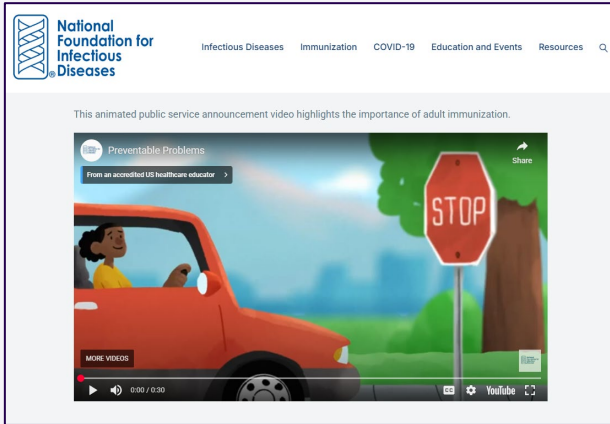 National
Foundation for
Infectious
® Diseases
Infectious Diseases Immunization COVID-19 Education and Events Resources
This animated public service announcement video highlights the importance of adult immunization.
Preventable Problems
Share
From an accredited US healthcare educator >
STOP
MORE VIDEOS
0:00 / 0:30
CC
YouTube